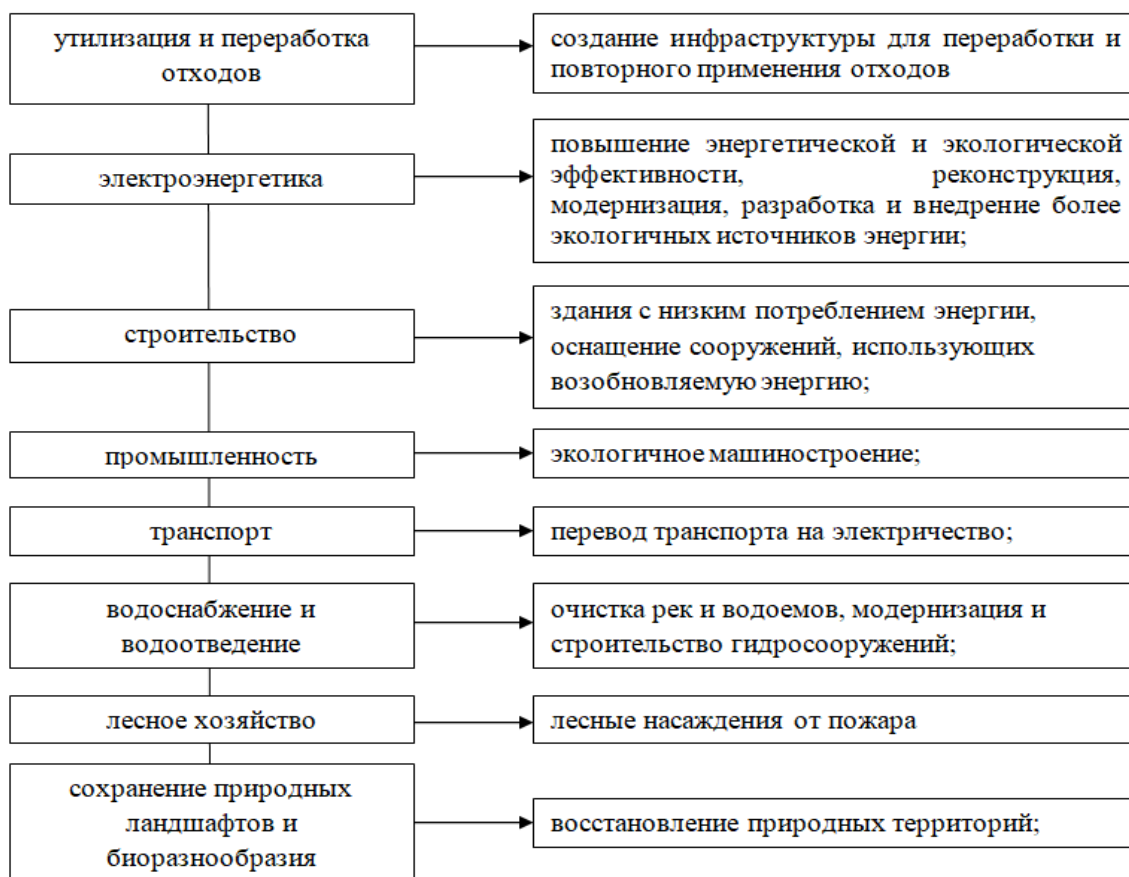 утилизация и переработка
отходов
создание инфраструктуры для переработки и
повторного применения отходов
электроэнергетика
повышение энергетической и экологической
эффективности, реконструкция,
модернизация, разработка и внедрение более
экологичных источников энергии;
строительство
здания с низким потреблением энергии,
оснащение сооружений, использующих
возобновляемую энергию;
промышленность
экологичное машиностроение;
транспорт
перевод транспорта на электричество;
водоснабжение и
водоотведение
очистка рек и водоемов, модернизация и
строительство гидросооружений;
лесное хозяйство
лесные насаждения от пожара
сохранение природных
ландшафтов и
биоразнообразия
восстановление природных территорий;